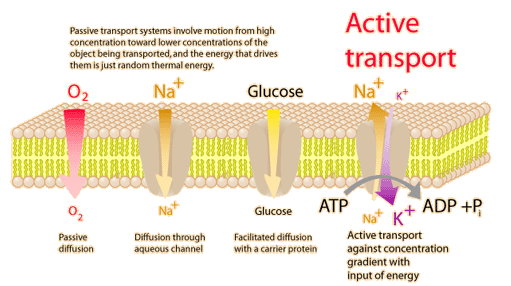 Passive transport systems involve motion from high
concentration toward lower concentrations of the
object being transported, and the energy that drives
them is just random thermal energy.
Active
transport
O₂
Na⁺
Glucose
Na⁺
K⁺
O₂
Na⁺
Glucose
ATP
Na⁺
K⁺
ADP +Pᵢ
Passive
diffusion
Diffusion through
aqueous channel
Facilitated diffusion
with a carrier protein
Active transport
against concentration
gradient with
input of energy